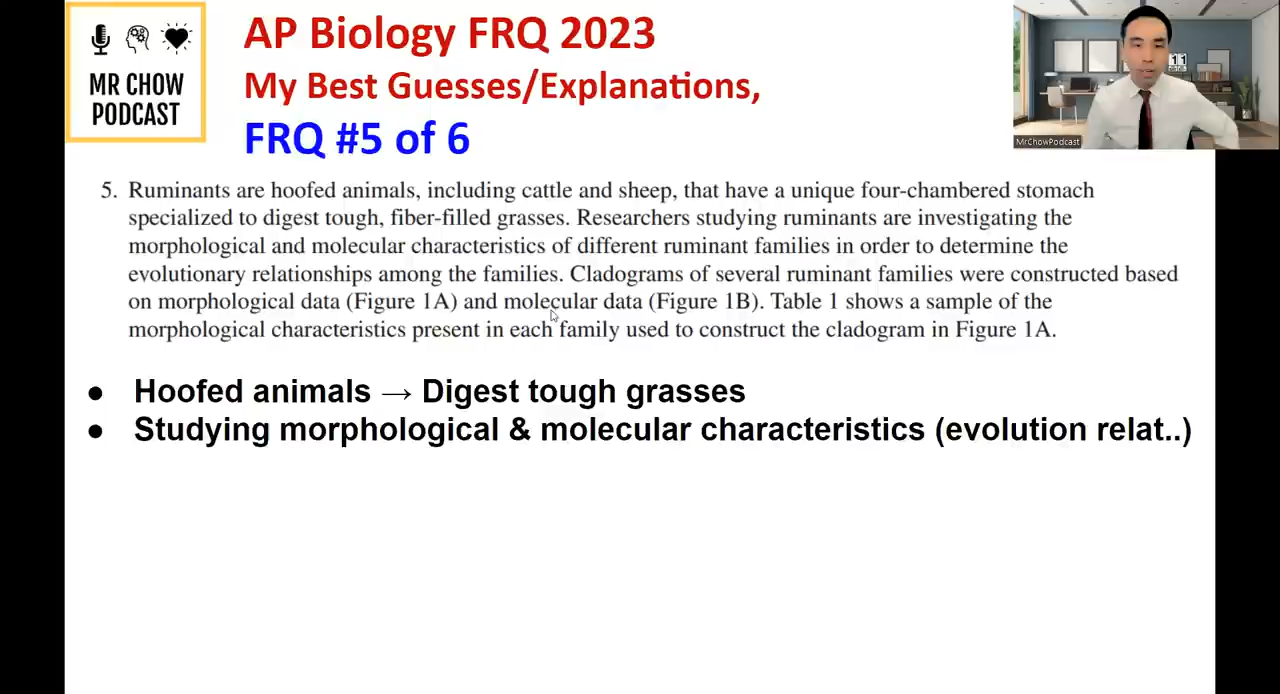 MR CHOW
PODCAST
AP Biology FRQ 2023
My Best Guesses/Explanations,
FRQ #5 of 6
11
MrChowPodcast
5. Ruminants are hoofed animals, including cattle and sheep, that have a unique four-chambered stomach
specialized to digest tough, fiber-filled grasses. Researchers studying ruminants are investigating the
morphological and molecular characteristics of different ruminant families in order to determine the
evolutionary relationships among the families. Cladograms of several ruminant families were constructed based
on morphological data (Figure 1A) and molecular data (Figure 1B). Table 1 shows a sample of the
morphological characteristics present in each family used to construct the cladogram in Figure 1A.
● Hoofed animals → Digest tough grasses
● Studying morphological & molecular characteristics (evolution relat..)